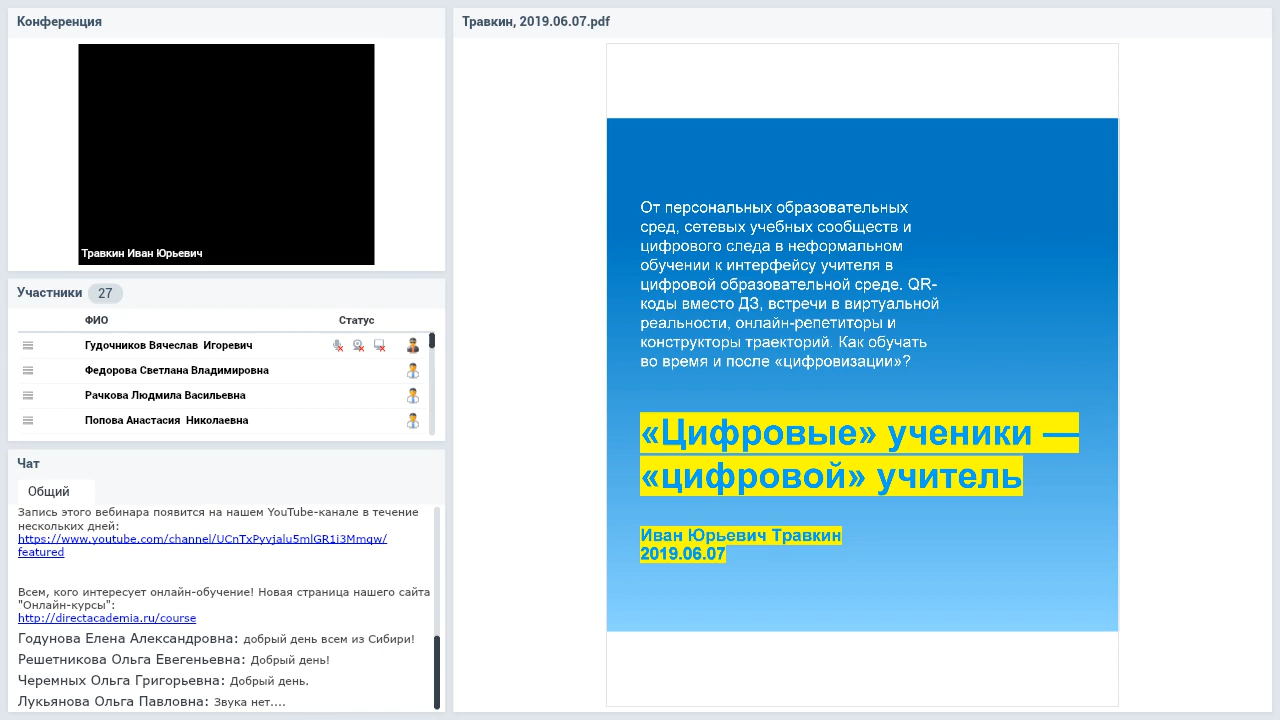 Конференция
Травкин Иван Юрьевич
Участники 27
ФИО Статус
Гудочников Вячеслав Игоревич
Федорова Светлана Владимировна
Рачкова Людмила Васильевна
Попова Анастасия Николаевна
Чат
Общий
Запись этого вебинара появится на нашем YouTube-канале в течение
нескольких дней:
https://www.youtube.com/channel/UCnTxPyvjalu5mlGR1i3Mmqw/
featured
Всем, кого интересует онлайн-обучение! Новая страница нашего сайта
"Онлайн-курсы":
http://directacademia.ru/course
Годунова Елена Александровна: добрый день всем из Сибири!
Решетникова Ольга Евегеньевна: Добрый день!
Черемных Ольга Григорьевна: Добрый день.
Лукьянова Ольга Павловна: Звука нет....
Травкин, 2019.06.07.pdf
От персональных образовательных
сред, сетевых учебных сообществ и
цифрового следа в неформальном
обучении к интерфейсу учителя в
цифровой образовательной среде. QR-
коды вместо ДЗ, встречи в виртуальной
реальности, онлайн-репетиторы и
конструкторы траекторий. Как обучать
во время и после «цифровизации»?
«Цифровые» ученики —
«цифровой» учитель
Иван Юрьевич Травкин
2019.06.07